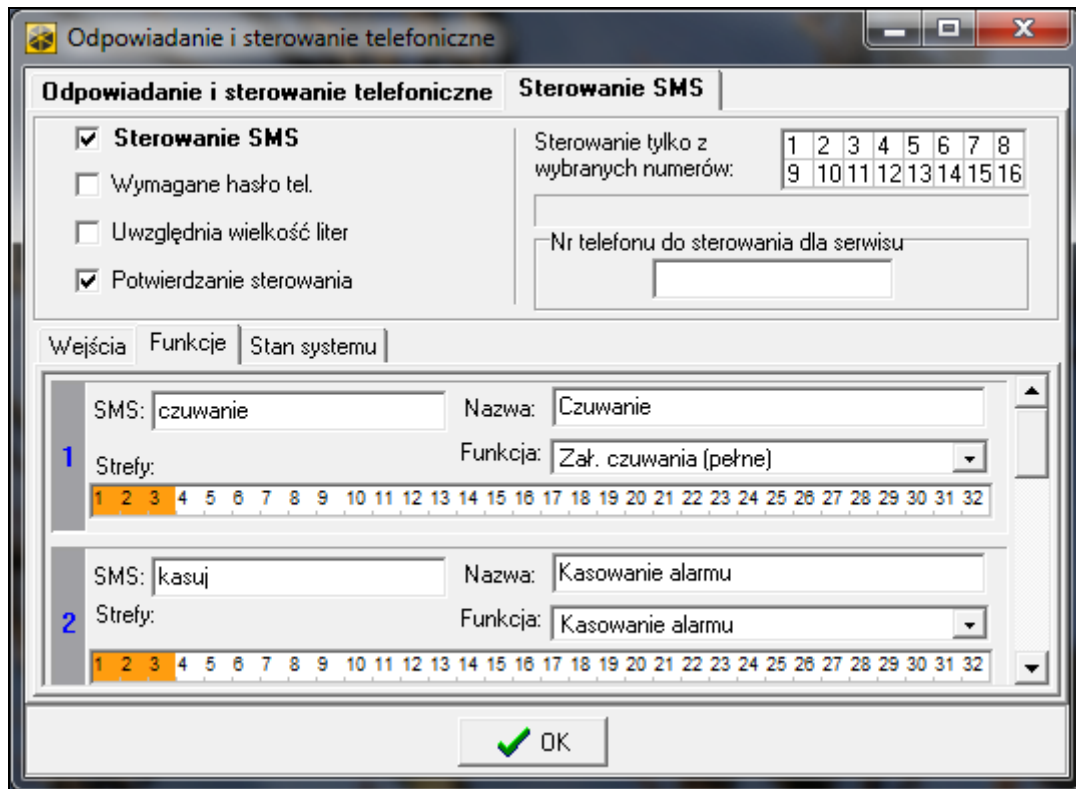 Odpowiadanie i sterowanie telefoniczne
Odpowiadanie i sterowanie telefoniczne Sterowanie SMS
Sterowanie SMS
Wymagane hasło tel.
Uwzględnia wielkość liter
Potwierdzanie sterowania
Sterowanie tylko z
wybranych numerów:
1 2 3 4 5 6 7 8
9 10 11 12 13 14 15 16
Nr telefonu do sterowania dla serwisu
Wejścia Funkcje Stan systemu
1
SMS: czuwanie Nazwa: Czuwanie
Strefy: Funkcja: Zał. czuwania (pełne)
1 2 3 4 5 6 7 8 9 10 11 12 13 14 15 16 17 18 19 20 21 22 23 24 25 26 27 28 29 30 31 32
2
SMS: kasuj Nazwa: Kasowanie alarmu
Strefy: Funkcja: Kasowanie alarmu
1 2 3 4 5 6 7 8 9 10 11 12 13 14 15 16 17 18 19 20 21 22 23 24 25 26 27 28 29 30 31 32
OK